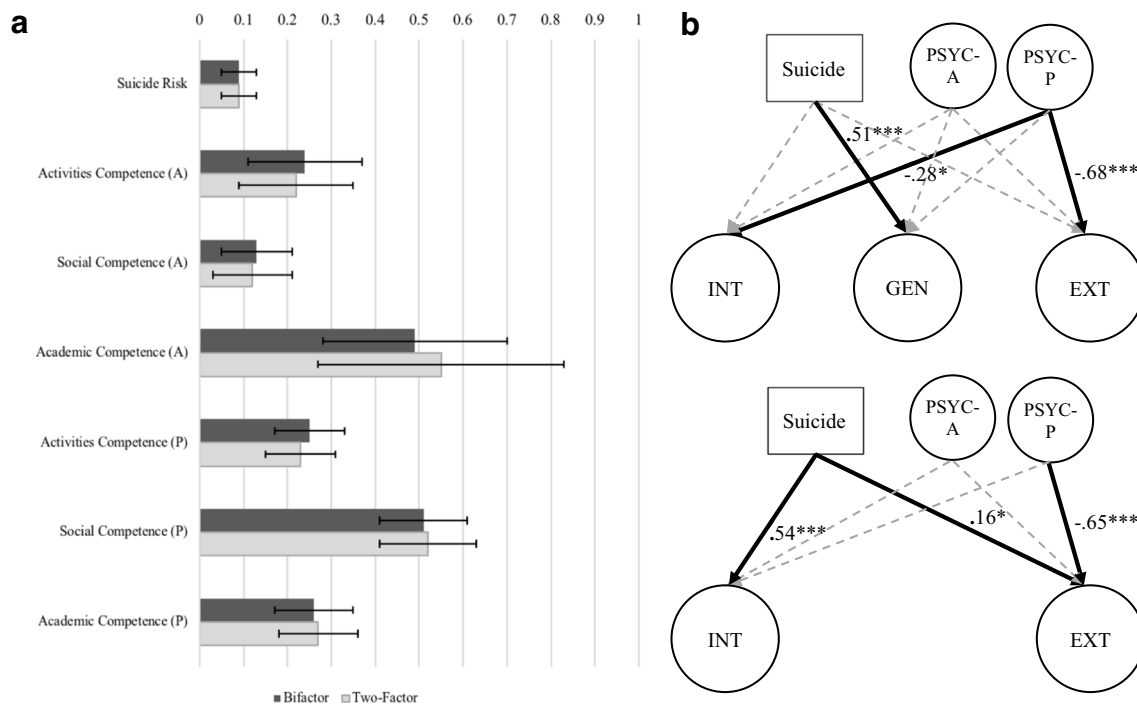 a
0 0.1 0.2 0.3 0.4 0.5 0.6 0.7 0.8 0.9 1
Suicide Risk
Activities Competence (A)
Social Competence (A)
Academic Competence (A)
Activities Competence (P)
Social Competence (P)
Academic Competence (P)
Bifactor Two-Factor
b
Suicide
PSYC-
A
PSYC-
P
.51***
-.28*
-.68***
INT
GEN
EXT
Suicide
PSYC-
A
PSYC-
P
.54***
.16*
-.65***
INT
EXT